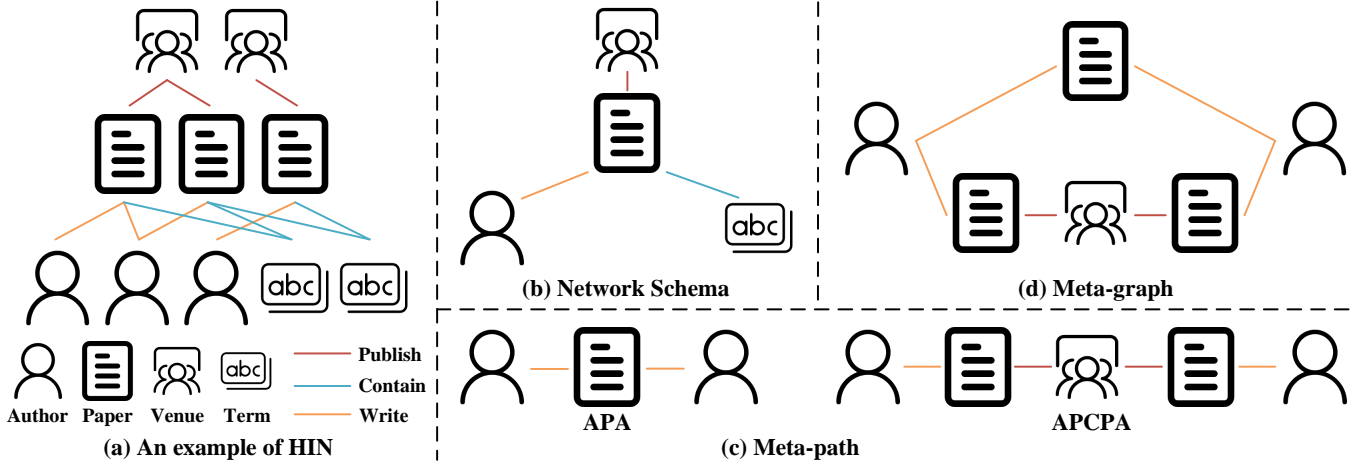 abc
abc
Author
Paper
Venue
abc
Term
Publish
Contain
Write
(a) An example of HIN
abc
(b) Network Schema
(d) Meta-graph
APA
APCPA
(c) Meta-path